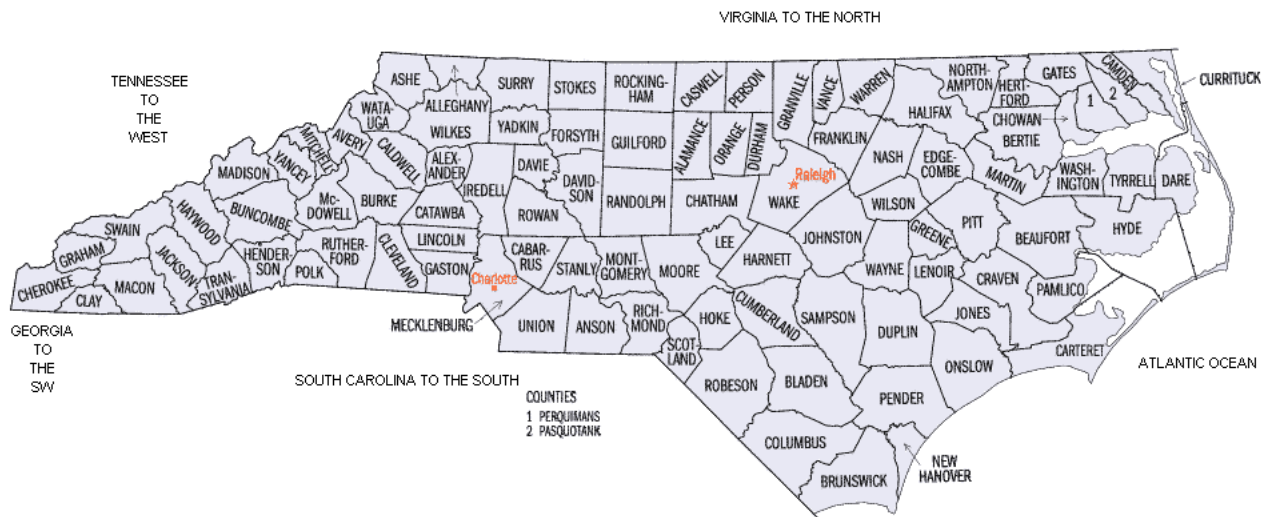 VIRGINIA TO THE NORTH
TENNESSEE
TO
THE
WEST
ASHE
ALLEGHANY
SURRY
STOKES
ROCKING-
HAM
CASWELL
PERSON
GRANVILLE
VANCE
WARREN
NORTH-
AMPTON
HERT-
FORD
GATES
CAMDEN
CURRITUCK
1
2
WATA-
UGA
WILKES
YADKIN
FORSYTH
GUILFORD
ALAMANCE
ORANGE
DURHAM
FRANKLIN
HALIFAX
CHOWAN
BERTIE
MITCHELL
AVERY
CALDWELL
ALEX-
ANDER
IREDELL
DAVIE
DAVID-
SON
RANDOLPH
CHATHAM
Raleigh
WAKE
NASH
EDGE-
COMBE
MARTIN
WASH-
INGTON
TYRRELL
DARE
MADISON
YANCEY
Mc-
DOWELL
BURKE
CATAWBA
ROWAN
WILSON
PITT
BEAUFORT
HYDE
HAYWOOD
BUNCOMBE
RUTHER-
FORD
CLEVELAND
LINCOLN
GASTON
CABAR-
RUS
STANLY
MONT-
GOMERY
MOORE
LEE
HARNETT
JOHNSTON
GREENE
WAYNE
LENOIR
CRAVEN
PAMLICO
SWAIN
GRAHAM
JACKSON
HENDER-
SON
POLK
TRAN-
SYLVANIA
CHEROKEE
MACON
CLAY
Charlotte
MECKLENBURG
UNION
ANSON
RICH-
MOND
SCOT-
LAND
HOKE
CUMBERLAND
SAMPSON
DUPLIN
JONES
ONSLOW
CARTERET
ATLANTIC OCEAN
GEORGIA
TO
THE
SW
SOUTH CAROLINA TO THE SOUTH
ROBESON
BLADEN
PENDER
COUNTIES
1 PERQUIMANS
2 PASQUOTANK
COLUMBUS
BRUNSWICK
NEW
HANOVER